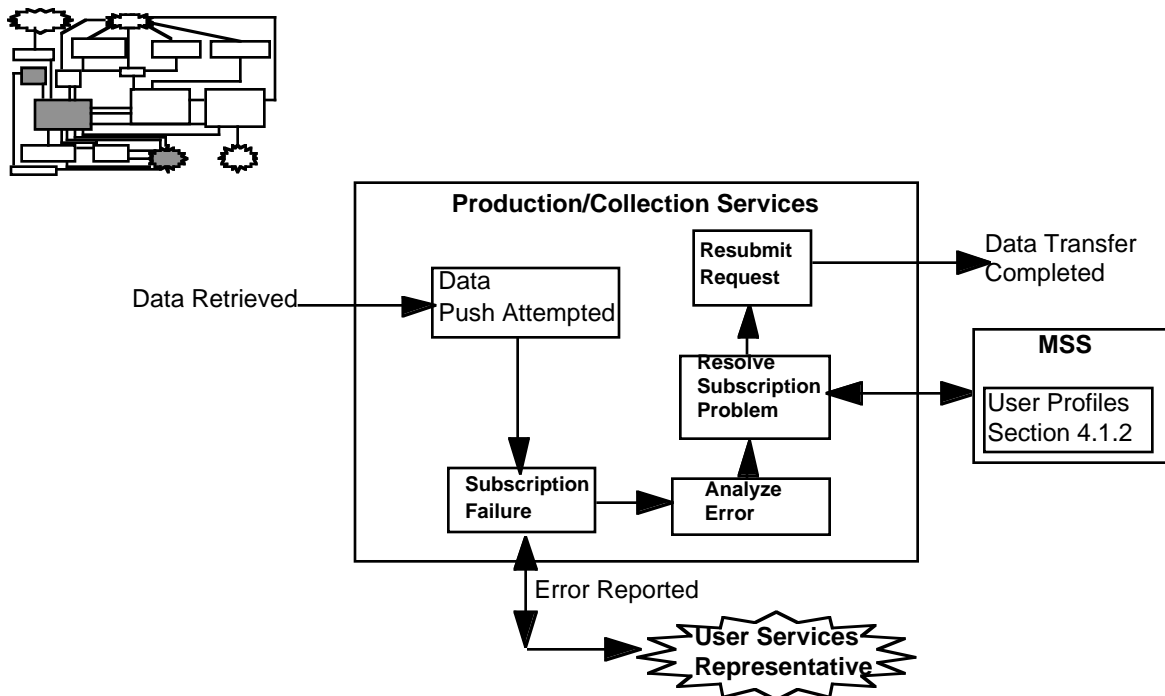 Production/Collection Services
Resubmit
Request
Data Transfer
Completed
Data Retrieved
Data
Push Attempted
MSS
User Profiles
Section 4.1.2
Resolve
Subscription
Problem
Subscription
Failure
Analyze
Error
Error Reported
User Services
Representative